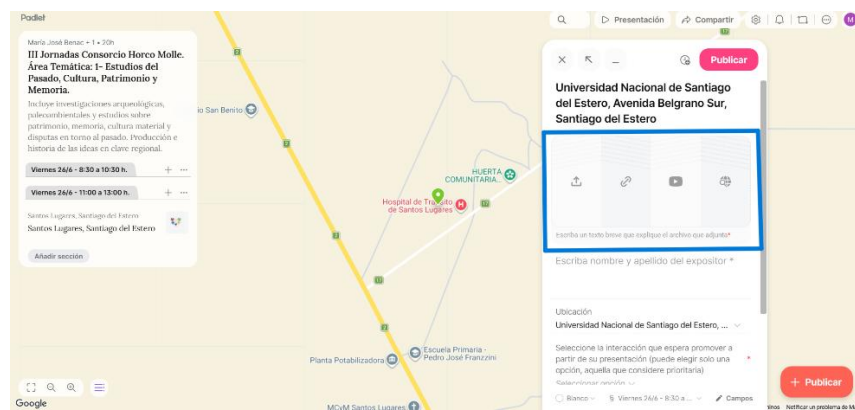 Padlet
Presentación
Compartir
M
María José Benac + 1 • 20h
III Jornadas Consorcio Horco Molle.
Área Temática: 1- Estudios del
Pasado, Cultura, Patrimonio y
Memoria.
Incluye investigaciones arqueológicas,
paleoambientales y estudios sobre
patrimonio, memoria, cultura material y
disputas en torno al pasado. Producción e
historia de las ideas en clave regional.
Viernes 26/6 - 8:30 a 10:30 h.
Viernes 26/6 - 11:00 a 13:00 h.
Santos Lugares, Santiago del Estero
Santos Lugares, Santiago del Estero
Añadir sección
io San Benito
HUERTA
COMUNITARIA...
Hospital de Tránsito
de Santos Lugares
Planta Potabilizadora
Escuela Primaria -
Pedro José Franzzini
MCyM Santos Lugares
Google
Publicar
Universidad Nacional de Santiago
del Estero, Avenida Belgrano Sur,
Santiago del Estero
Escriba un texto breve que explique el archivo que adjunta*
Escriba nombre y apellido del expositor *
Ubicación
Universidad Nacional de Santiago del Estero, ...
Seleccione la interacción que espera promover a
partir de su presentación (puede elegir solo una
opción, aquella que considere prioritaria) *
Seleccionar opción
Blanco
Viernes 26/6 - 8:30 a ...
Campos
+ Publicar
Notificar un problema de